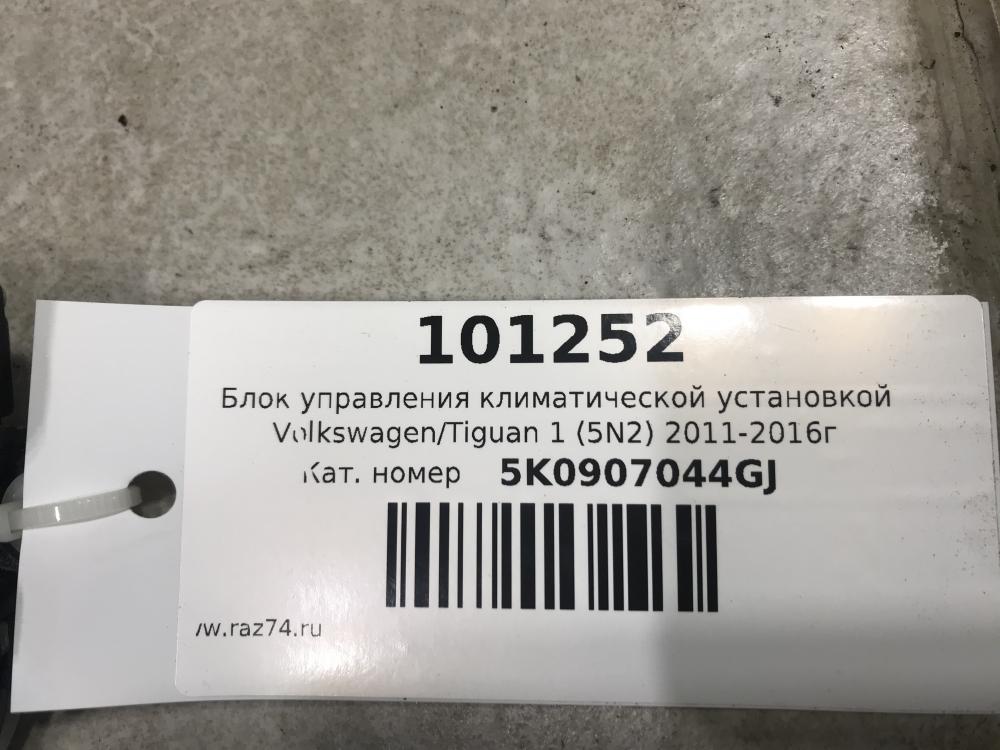 101252
Блок управления климатической установкой
Volkswagen/Tiguan 1 (5N2) 2011-2016г
Кат. номер 5K0907044GJ
w.raz74.ru